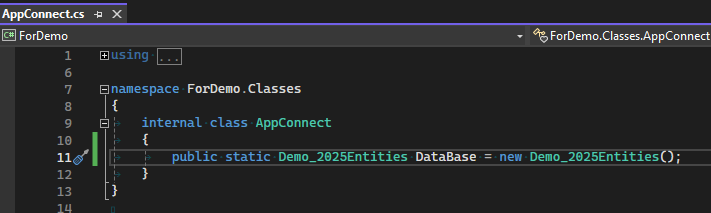 AppConnect.cs
C# ForDemo
ForDemo.Classes.AppConnect
1 using ...
6
7 namespace ForDemo.Classes
8 {
9 internal class AppConnect
10 {
11 public static Demo_2025Entities DataBase = new Demo_2025Entities();
12 }
13 }
14